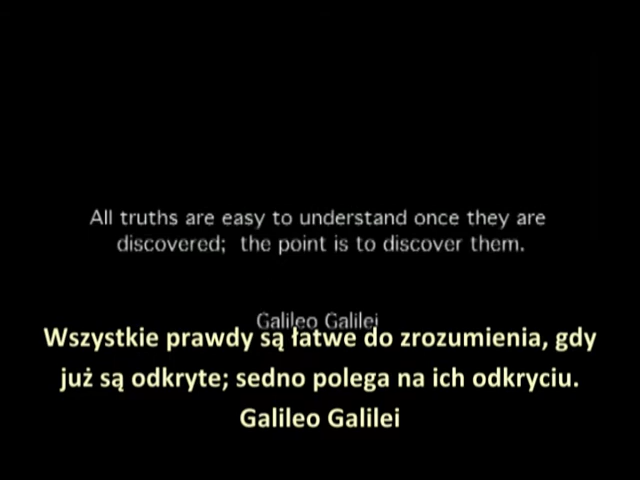 All truths are easy to understand once they are
discovered; the point is to discover them.
Galileo Galilei
Wszystkie prawdy są łatwe do zrozumienia, gdy
już są odkryte; sedno polega na ich odkryciu.
Galileo Galilei